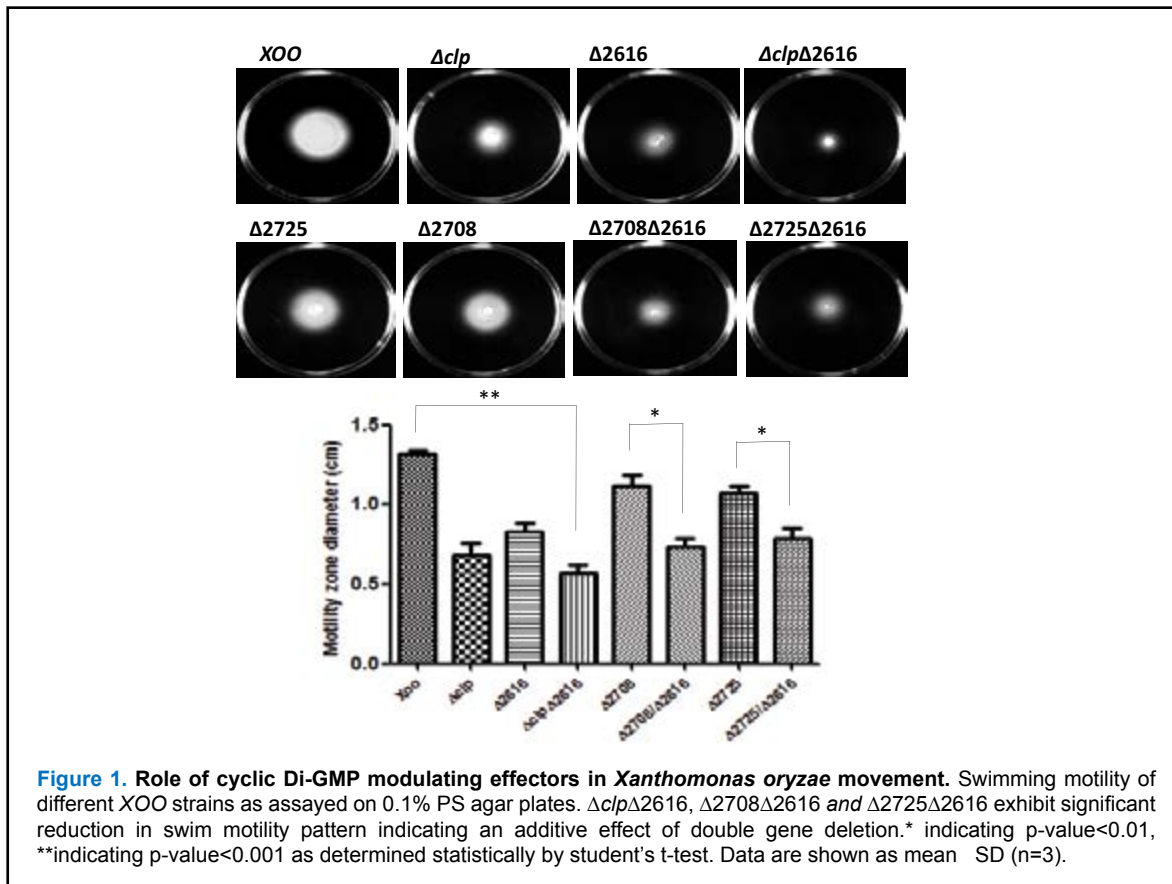 XOO Δclp Δ2616 ΔclpΔ2616
Δ2725 Δ2708 Δ2708Δ2616 Δ2725Δ2616
** * *
Motility zone diameter (cm)
1.5
1.0
0.5
0.0
Xoo Δclp Δ2616 ΔclpΔ2616 Δ2708 Δ2708/Δ2616 Δ2725 Δ2725/Δ2616
Figure 1. Role of cyclic Di-GMP modulating effectors in Xanthomonas oryzae movement. Swimming motility of
different XOO strains as assayed on 0.1% PS agar plates. ΔclpΔ2616, Δ2708Δ2616 and Δ2725Δ2616 exhibit significant
reduction in swim motility pattern indicating an additive effect of double gene deletion.* indicating p-value<0.01,
**indicating p-value<0.001 as determined statistically by student’s t-test. Data are shown as mean SD (n=3).